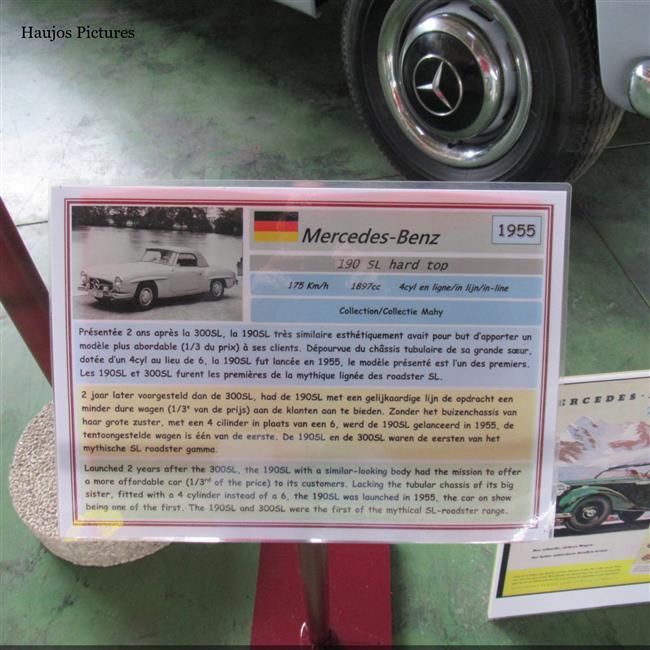 Haujos Pictures
Mercedes-Benz
1955
190 SL hard top
175 Km/h 1897cc 4cyl en ligne/in lijn/in-line
Collection/Collectie Mahy
Présentée 2 ans après la 300SL, la 190SL très similaire esthétiquement avait pour but d'apporter un
modèle plus abordable (1/3 du prix) à ses clients. Dépourvue du châssis tubulaire de sa grande sœur,
dotée d'un 4cyl au lieu de 6, la 190SL fut lancée en 1955, le modèle présenté est l'un des premiers.
Les 190SL et 300SL furent les premières de la mythique lignée des roadster SL.
2 jaar later voorgesteld dan de 300SL, had de 190SL met een gelijkaardige lijn de opdracht een
minder dure wagen (1/3e van de prijs) aan de klanten aan te bieden. Zonder het buizenchassis van
haar grote zuster, met een 4 cilinder in plaats van een 6, werd de 190SL gelanceerd in 1955, de
tentoongestelde wagen is één van de eerste. De 190SL en de 300SL waren de eersten van het
mythische SL roadster gamma.
Launched 2 years after the 300SL, the 190SL with a similar-looking body had the mission to offer
a more affordable car (1/3rd of the price) to its customers. Lacking the tubular chassis of its big
sister, fitted with a 4 cylinder instead of a 6, the 190SL was launched in 1955, the car on show
being one of the first. The 190SL and 300SL were the first of the mythical SL-roadster range.
ERCEDES-